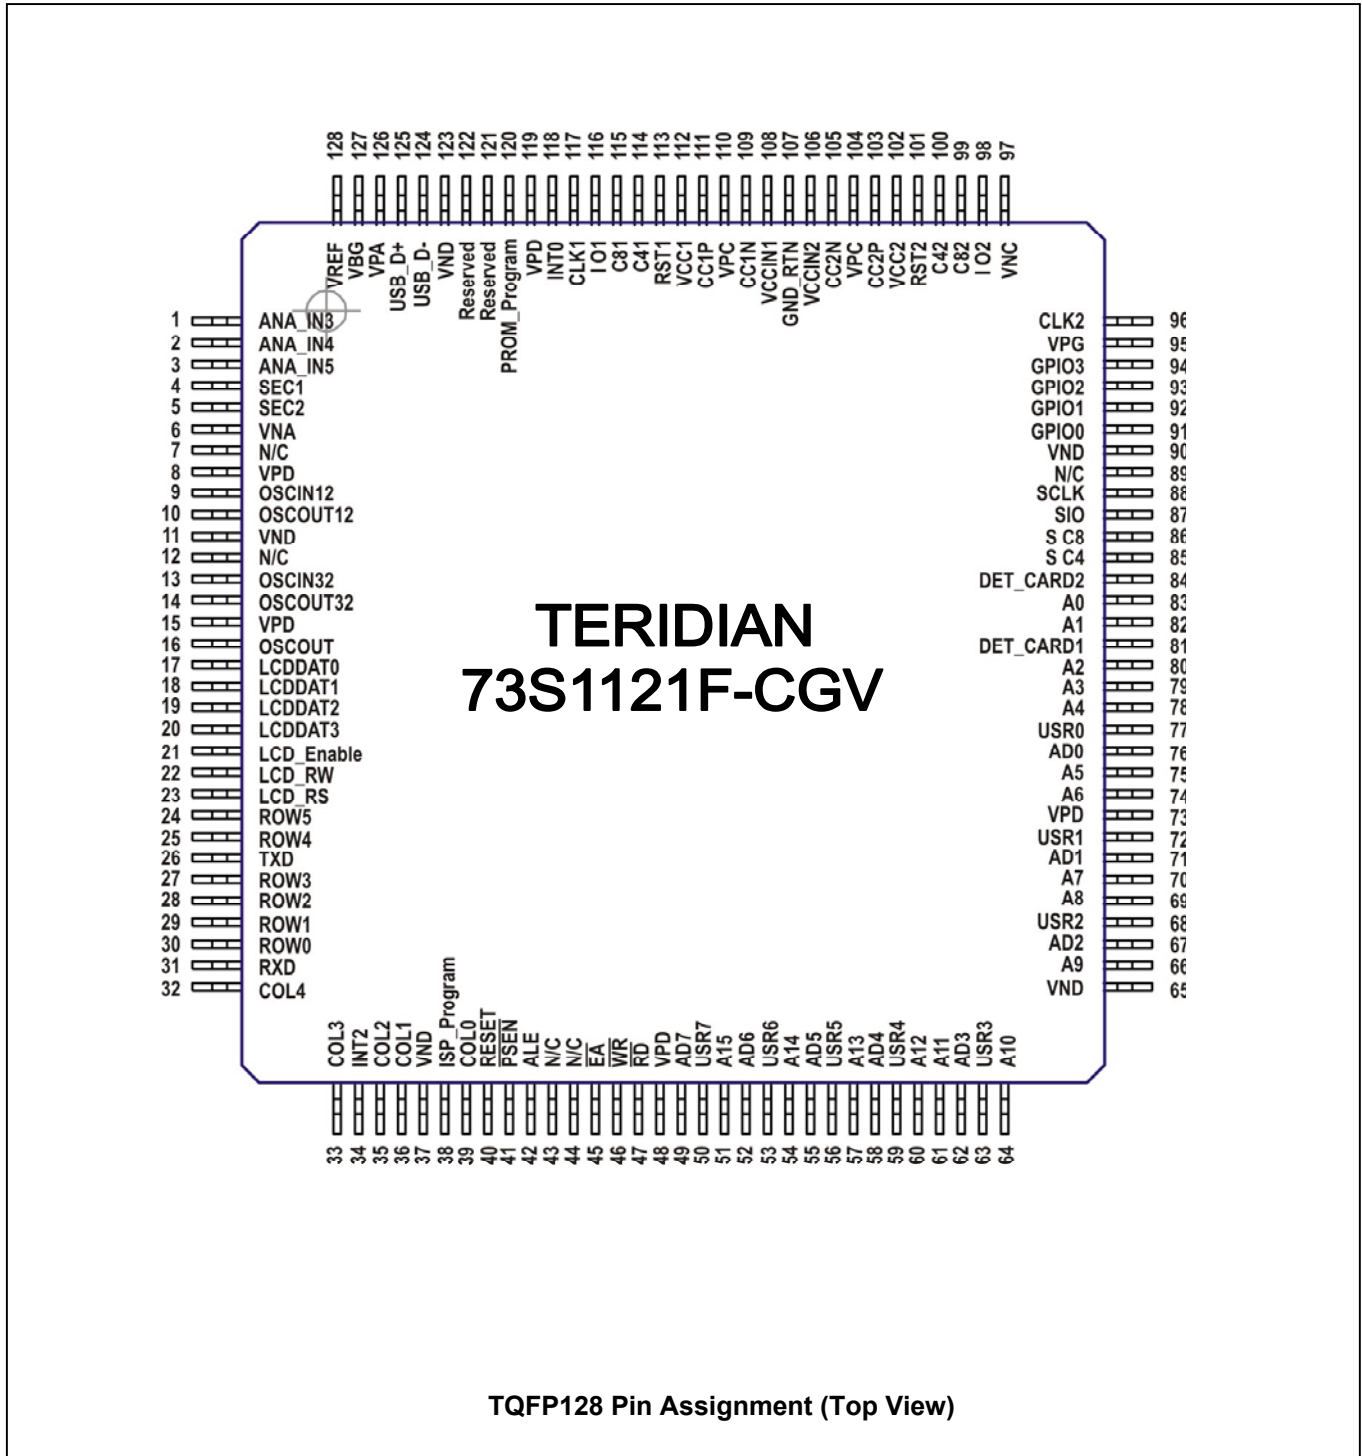 128 127 126 125 124 123 122 121 120 119 118 117 116 115 114 113 112 111 110 109 108 107 106 105 104 103 102 101 100 99 98 97
VREF VBG VPA USB_D+ USB_D- VND Reserved Reserved PROM_Program VPD INT0 CLK1 I O1 C81 C41 RST1 VCC1 CC1P VPC CC1N VCCIN1 GND_RTN VCCIN2 CC2N VPC CC2P VCC2 RST2 C42 C82 I O2 VNC
1 ANA_IN3 CLK2 96
2 ANA_IN4 VPG 95
3 ANA_IN5 GPIO3 94
4 SEC1 GPIO2 93
5 SEC2 GPIO1 92
6 VNA GPIO0 91
7 N/C VND 90
8 VPD N/C 89
9 OSCIN12 SCLK 88
10 OSCOUT12 SIO 87
11 VND S C8 86
12 N/C S C4 85
13 OSCIN32 DET_CARD2 84
14 OSCOUT32 A0 83
15 VPD A1 82
16 OSCOUT DET_CARD1 81
17 LCDDAT0 A2 80
18 LCDDAT1 A3 79
19 LCDDAT2 A4 78
20 LCDDAT3 USR0 77
21 LCD_Enable AD0 76
22 LCD_RW A5 75
23 LCD_RS A6 74
24 ROW5 VPD 73
25 ROW4 USR1 72
26 TXD AD1 71
27 ROW3 A7 70
28 ROW2 A8 69
29 ROW1 USR2 68
30 ROW0 AD2 67
31 RXD A9 66
32 COL4 VND 65
TERIDIAN
73S1121F-CGV
COL3 INT2 COL2 COL1 VND ISP_Program COL0 RESET PSEN ALE N/C N/C EA WR RD VPD AD7 USR7 A15 AD6 USR6 A14 AD5 USR5 A13 AD4 USR4 A12 A11 AD3 USR3 A10
33 34 35 36 37 38 39 40 41 42 43 44 45 46 47 48 49 50 51 52 53 54 55 56 57 58 59 60 61 62 63 64
TQFP128 Pin Assignment (Top View)